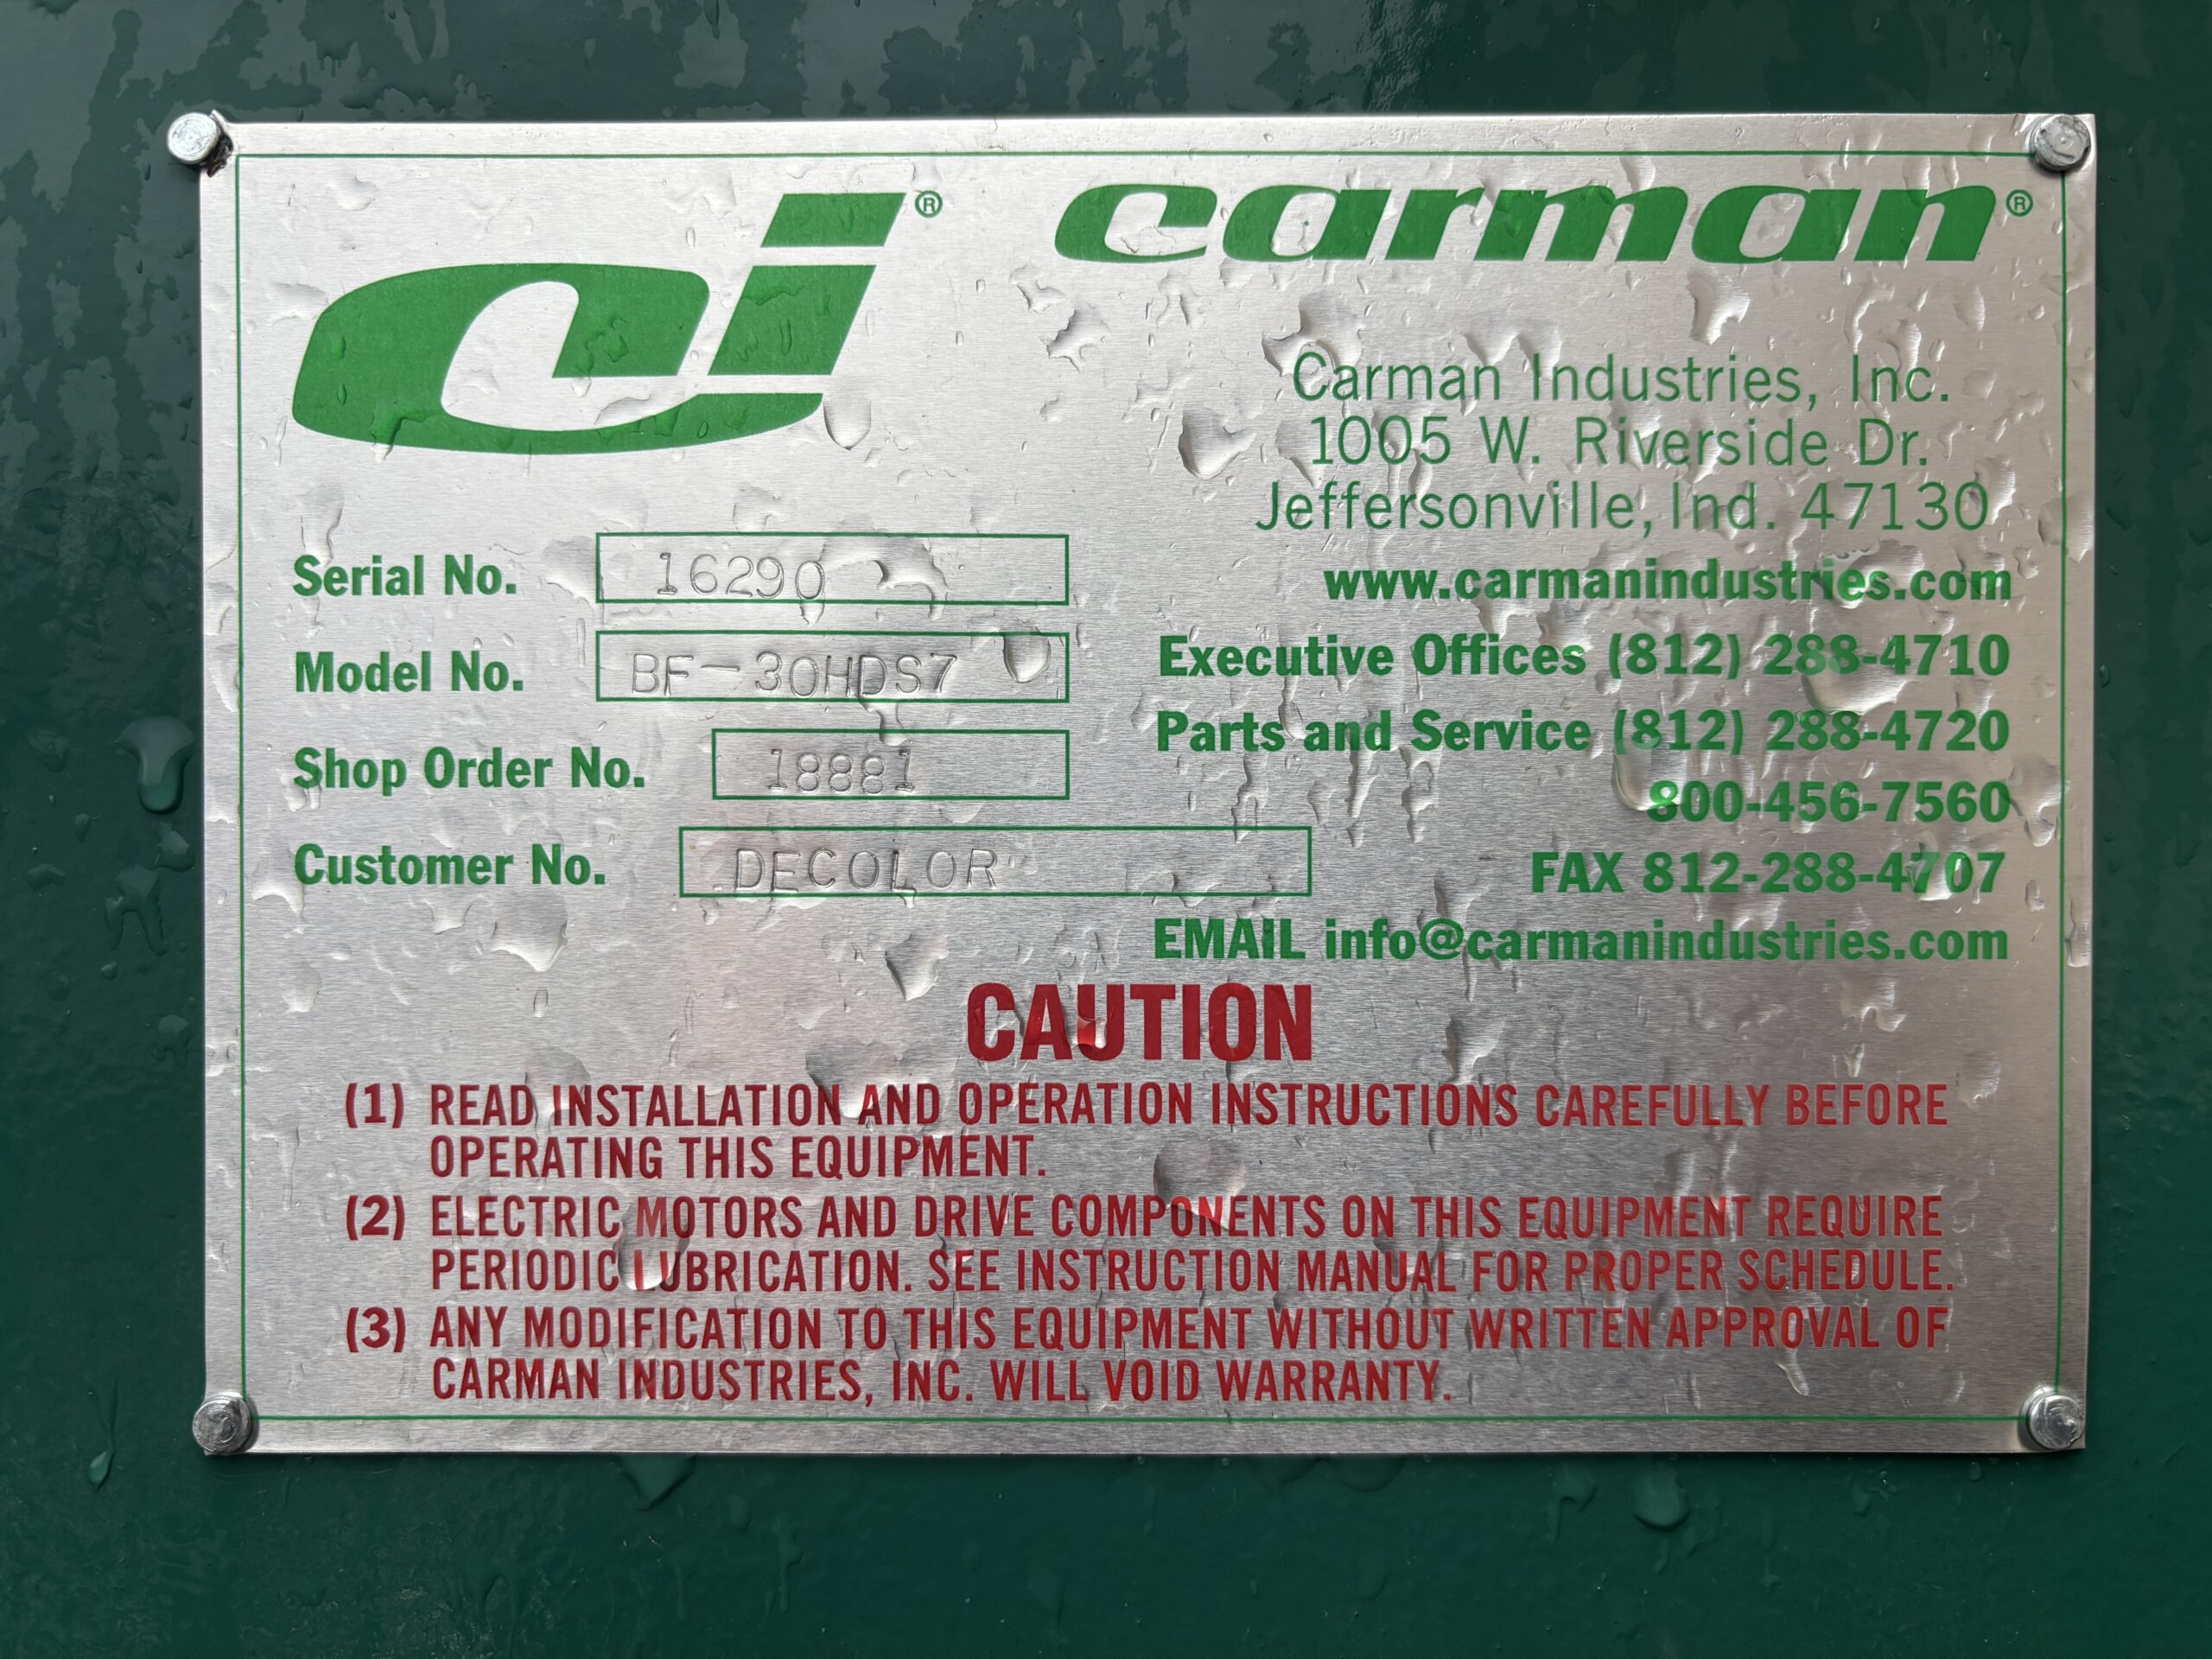 ci® carman®
Carman Industries, Inc.
1005 W. Riverside Dr.
Jeffersonville, Ind. 47130
www.carmanindustries.com
Serial No. 16290
Model No. BF-30HDS7
Shop Order No. 18881
Customer No. DECOLOR
Executive Offices (812) 288-4710
Parts and Service (812) 288-4720
800-456-7560
FAX 812-288-4707
EMAIL info@carmanindustries.com
CAUTION
(1) READ INSTALLATION AND OPERATION INSTRUCTIONS CAREFULLY BEFORE
OPERATING THIS EQUIPMENT.
(2) ELECTRIC MOTORS AND DRIVE COMPONENTS ON THIS EQUIPMENT REQUIRE
PERIODIC LUBRICATION. SEE INSTRUCTION MANUAL FOR PROPER SCHEDULE.
(3) ANY MODIFICATION TO THIS EQUIPMENT WITHOUT WRITTEN APPROVAL OF
CARMAN INDUSTRIES, INC. WILL VOID WARRANTY.